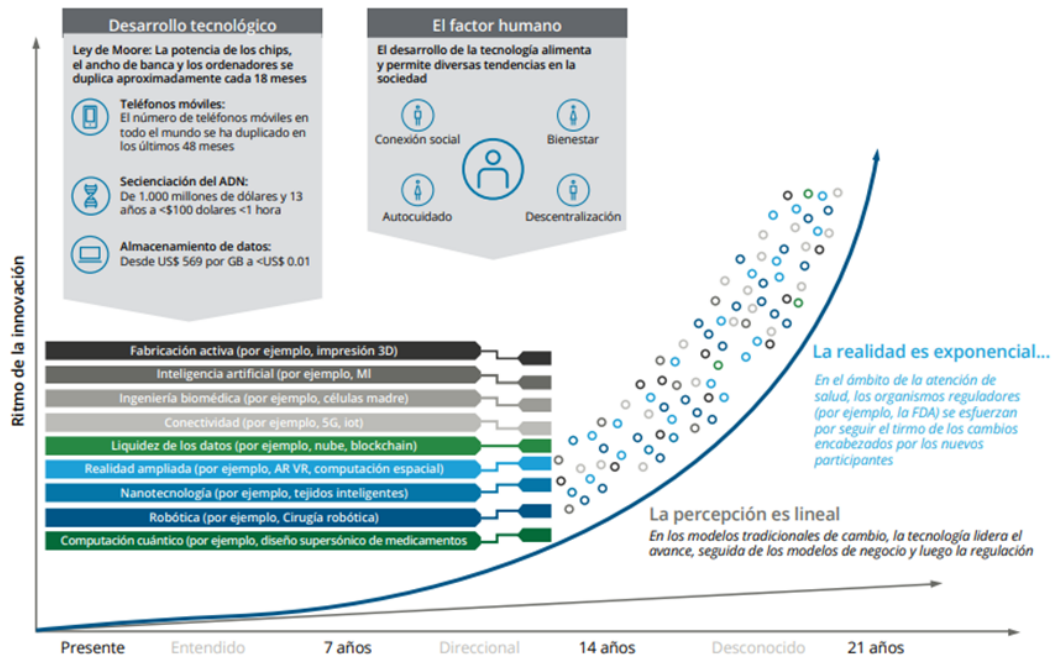 Desarrollo tecnológico
Ley de Moore: La potencia de los chips,
el ancho de banca y los ordenadores se
duplica aproximadamente cada 18 meses
Teléfonos móviles:
El número de teléfonos móviles en
todo el mundo se ha duplicado en
los últimos 48 meses
Secienciación del ADN:
De 1.000 millones de dólares y 13
años a <$100 dolares <1 hora
Almacenamiento de datos:
Desde US$ 569 por GB a <US$ 0.01
El factor humano
El desarrollo de la tecnología alimenta
y permite diversas tendencias en la
sociedad
Conexión social
Bienestar
Autocuidado
Descentralización
Ritmo de la innovación
Fabricación activa (por ejemplo, impresión 3D)
Inteligencia artificial (por ejemplo, MI
Ingeniería biomédica (por ejemplo, células madre)
Conectividad (por ejemplo, 5G, iot)
Liquidez de los datos (por ejemplo, nube, blockchain)
Realidad ampliada (por ejemplo, AR VR, computación espacial)
Nanotecnología (por ejemplo, tejidos inteligentes)
Robótica (por ejemplo, Cirugía robótica)
Computación cuántico (por ejemplo, diseño supersónico de medicamentos
La realidad es exponencial...
En el ámbito de la atención de
salud, los organismos reguladores
(por ejemplo, la FDA) se esfuerzan
por seguir el tirmo de los cambios
encabezados por los nuevos
participantes
La percepción es lineal
En los modelos tradicionales de cambio, la tecnología lidera el
avance, seguida de los modelos de negocio y luego la regulación
Presente
Entendido
7 años
Direccional
14 años
Desconocido
21 años